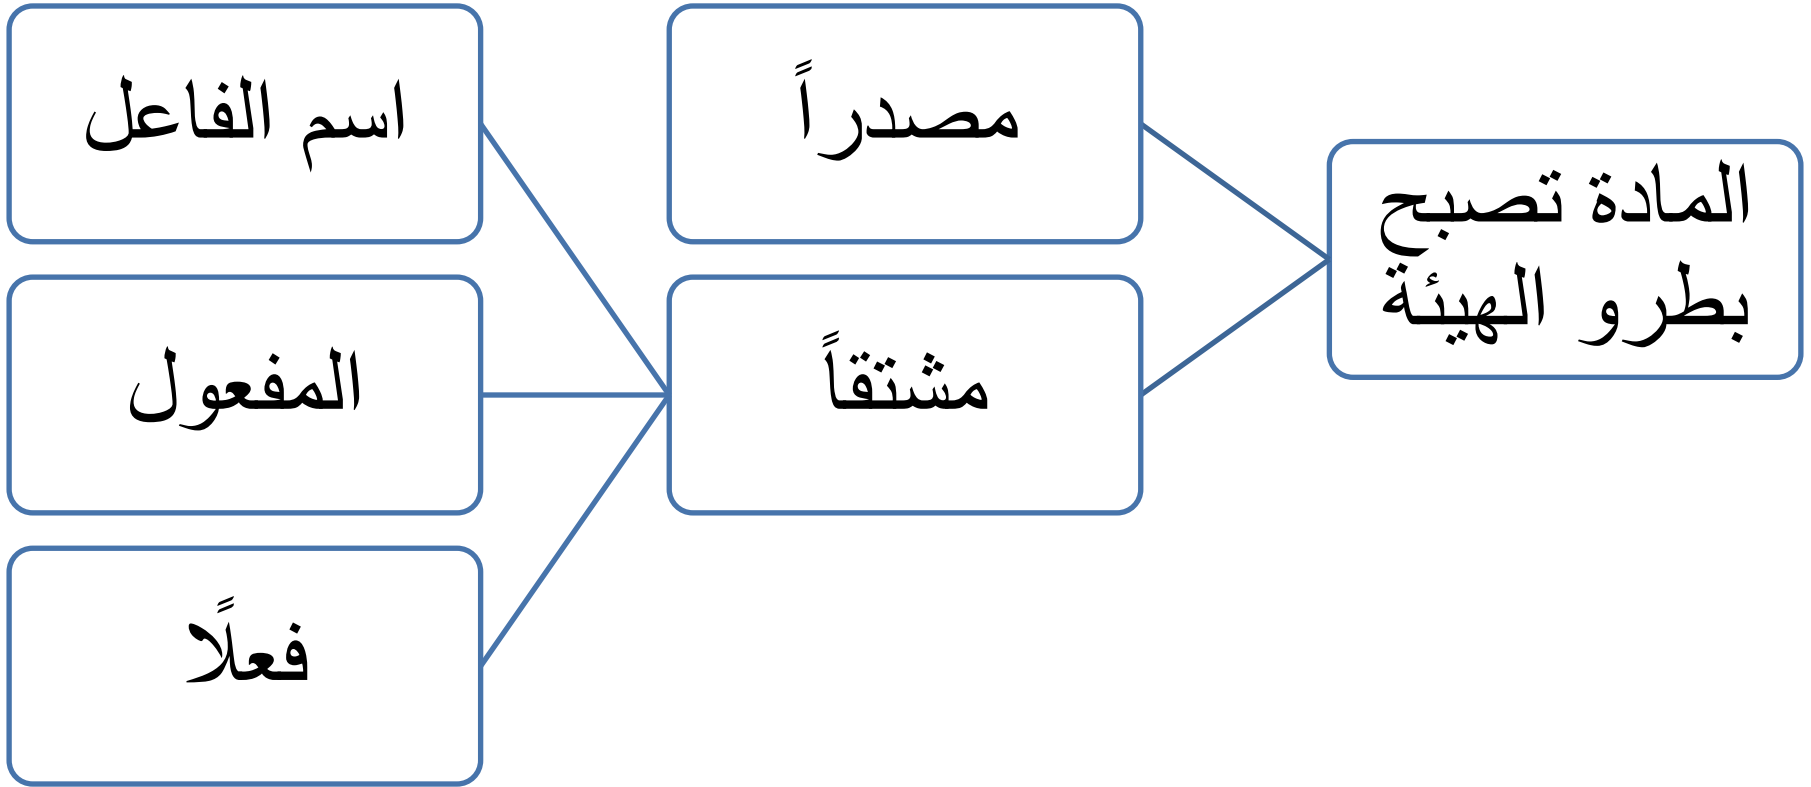 المادة تصبح
بطرو الهيئة
مصدراً
مشتقاً
اسم الفاعل
المفعول
فعلًا